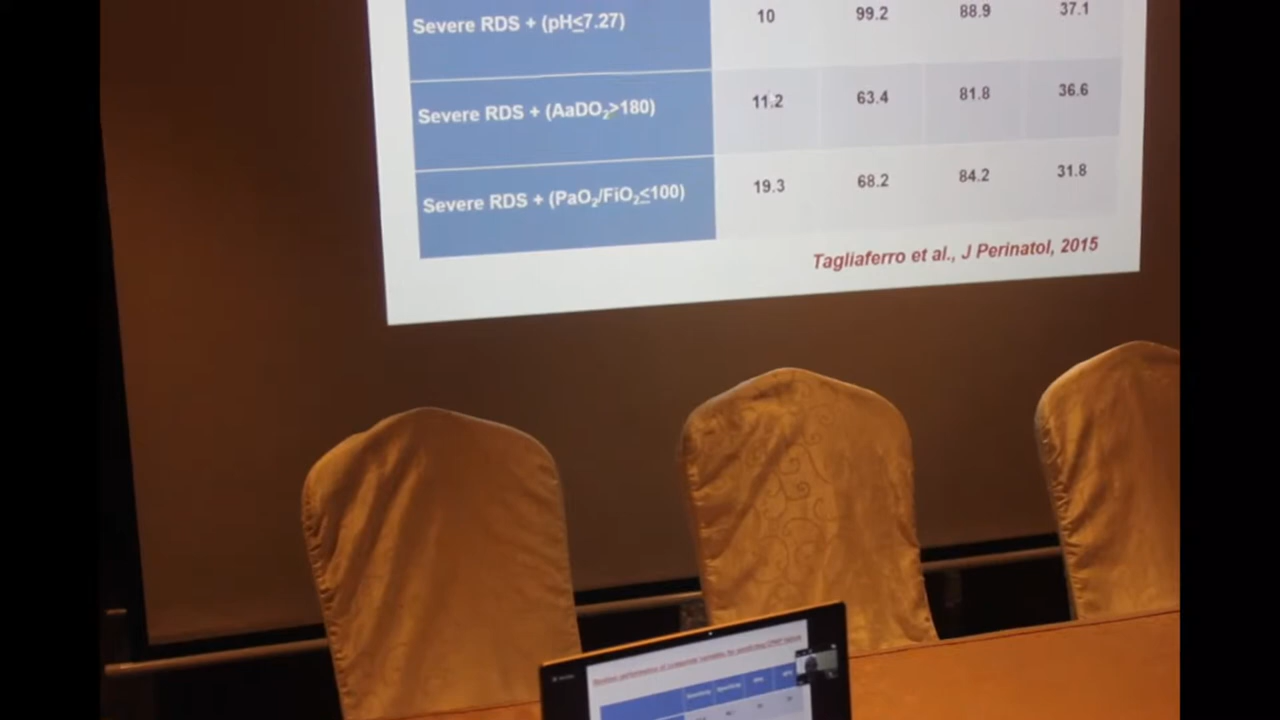 Severe RDS + (pH≤7.27) 10 99.2 88.9 37.1
Severe RDS + (AaDO₂>180) 11.2 63.4 81.8 36.6
Severe RDS + (PaO₂/FiO₂≤100) 19.3 68.2 84.2 31.8
Tagliaferro et al., J Perinatol, 2015